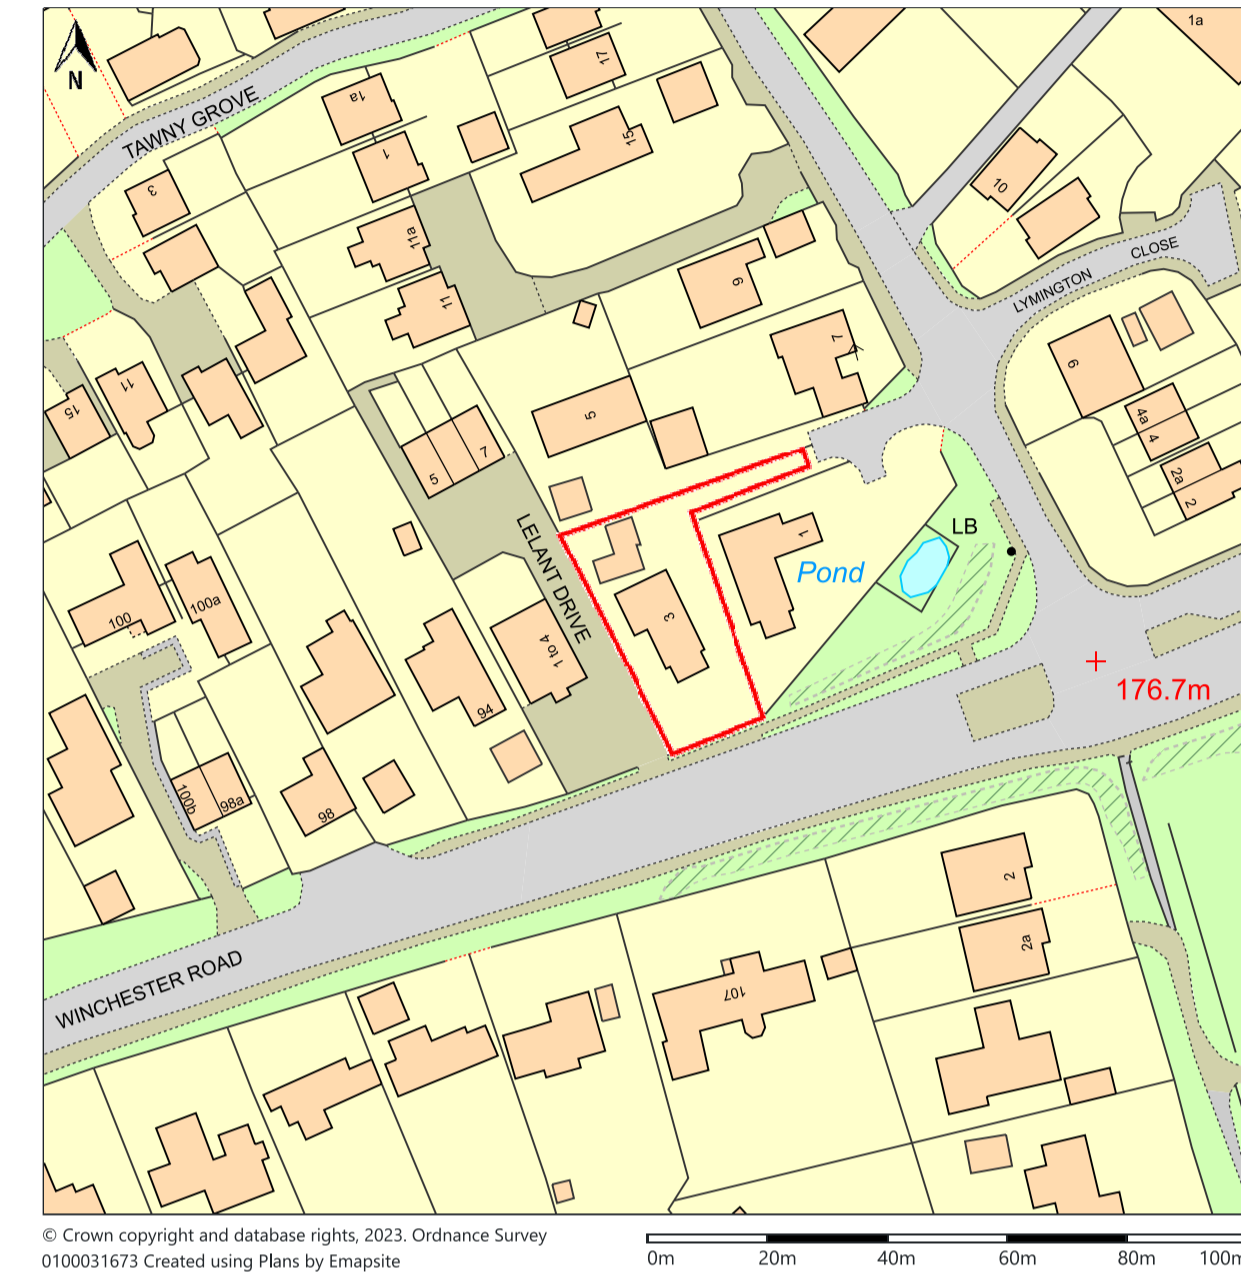 1a
17
N
1a
TAWNY GROVE
15
1
10
3
11a
CLOSE
9
LYMINGTON
11
7
9
11
15
5
4a
4
7
5
2a
2
LELANT DRIVE
LB
1
Pond
100a
100
3
1 to 4
176.7m
94
100b
98a
98
2
2a
WINCHESTER ROAD
107
© Crown copyright and database rights, 2023. Ordnance Survey
0100031673 Created using Plans by Emapsite
0m 20m 40m 60m 80m 100m